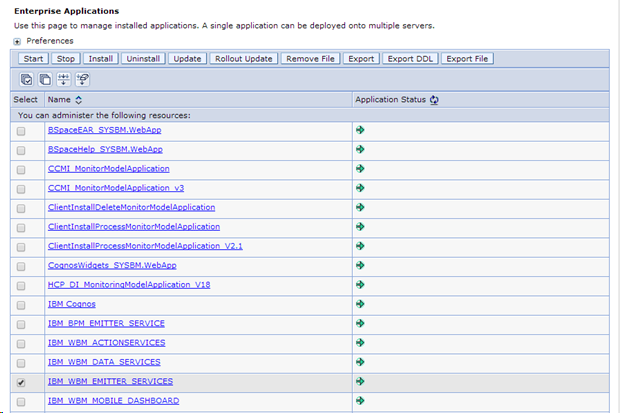 Enterprise Applications
Use this page to manage installed applications. A single application can be deployed onto multiple servers.
Preferences
Start Stop Install Uninstall Update Rollout Update Remove File Export Export DDL Export File
Select Name Application Status
You can administer the following resources:
BSpaceEAR_SYSBM.WebApp
BSpaceHelp_SYSBM.WebApp
CCMI_MonitorModelApplication
CCMI_MonitorModelApplication_v3
ClientInstallDeleteMonitorModelApplication
ClientInstallProcessMonitorModelApplication
ClientInstallProcessMonitorModelApplication_V2.1
CognosWidgets_SYSBM.WebApp
HCP_DI_MonitoringModelApplication_V18
IBM Cognos
IBM_BPM_EMITTER_SERVICE
IBM_WBM_ACTIONSERVICES
IBM_WBM_DATA_SERVICES
IBM_WBM_EMITTER_SERVICES
IBM_WBM_MOBILE_DASHBOARD